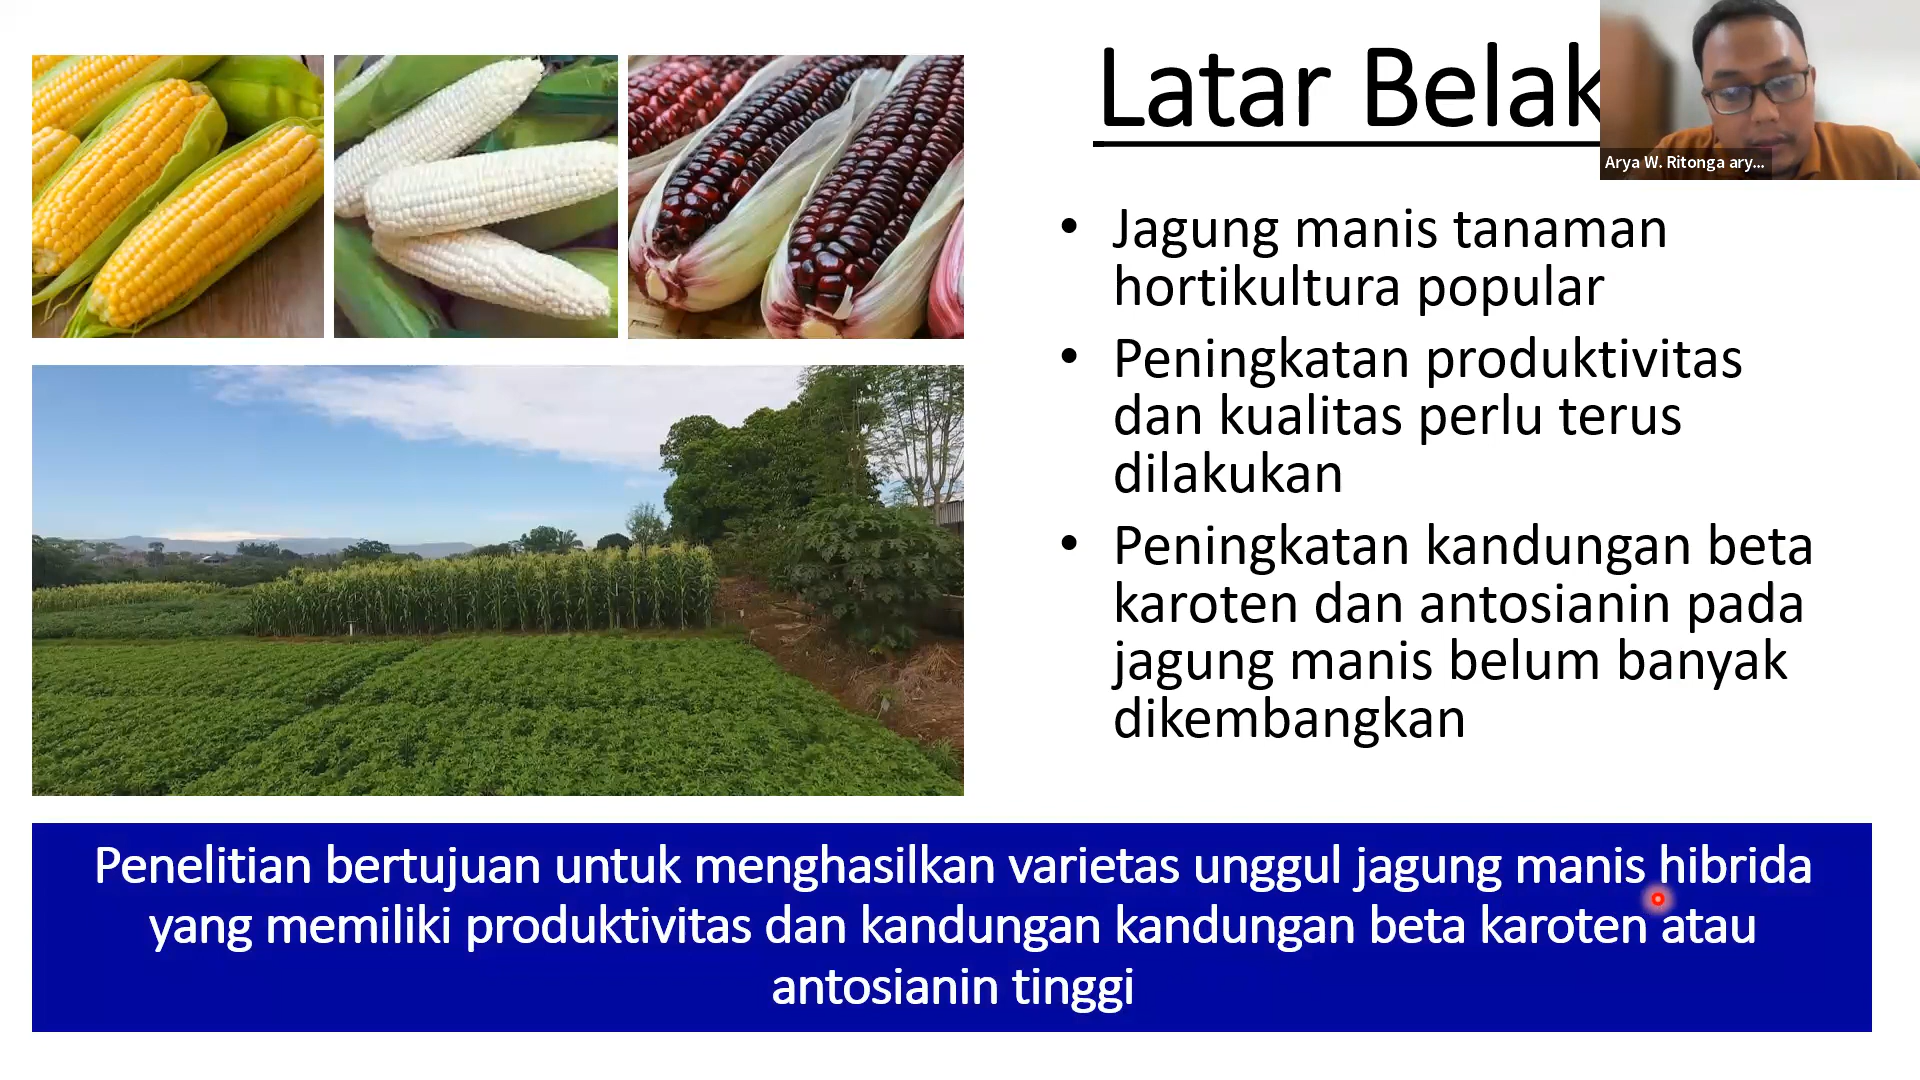 Latar Belak
Arya W. Ritonga ary...
• Jagung manis tanaman
hortikultura popular
• Peningkatan produktivitas
dan kualitas perlu terus
dilakukan
• Peningkatan kandungan beta
karoten dan antosianin pada
jagung manis belum banyak
dikembangkan
Penelitian bertujuan untuk menghasilkan varietas unggul jagung manis hibrida
yang memiliki produktivitas dan kandungan kandungan beta karoten atau
antosianin tinggi